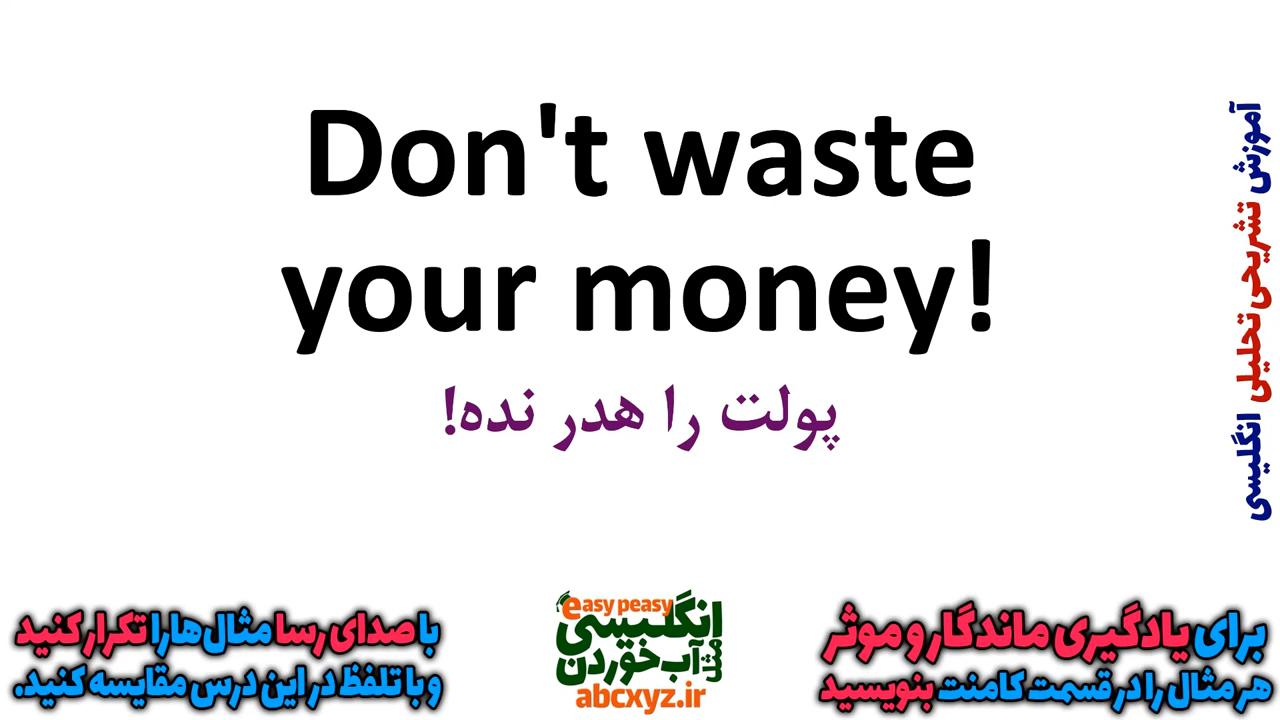 Don't waste
your money!
پولت را هدر نده!
آموزش تشریحی تحلیلی انگلیسی
برای یادگیری ماندگار و موثر
هر مثال را در قسمت کامنت بنویسید
easy peasy
انگلیسی
مثل آب خوردن
abcxyz.ir
با صدای رسا مثال‌ها را تکرار کنید
و با تلفظ در این درس مقایسه کنید.